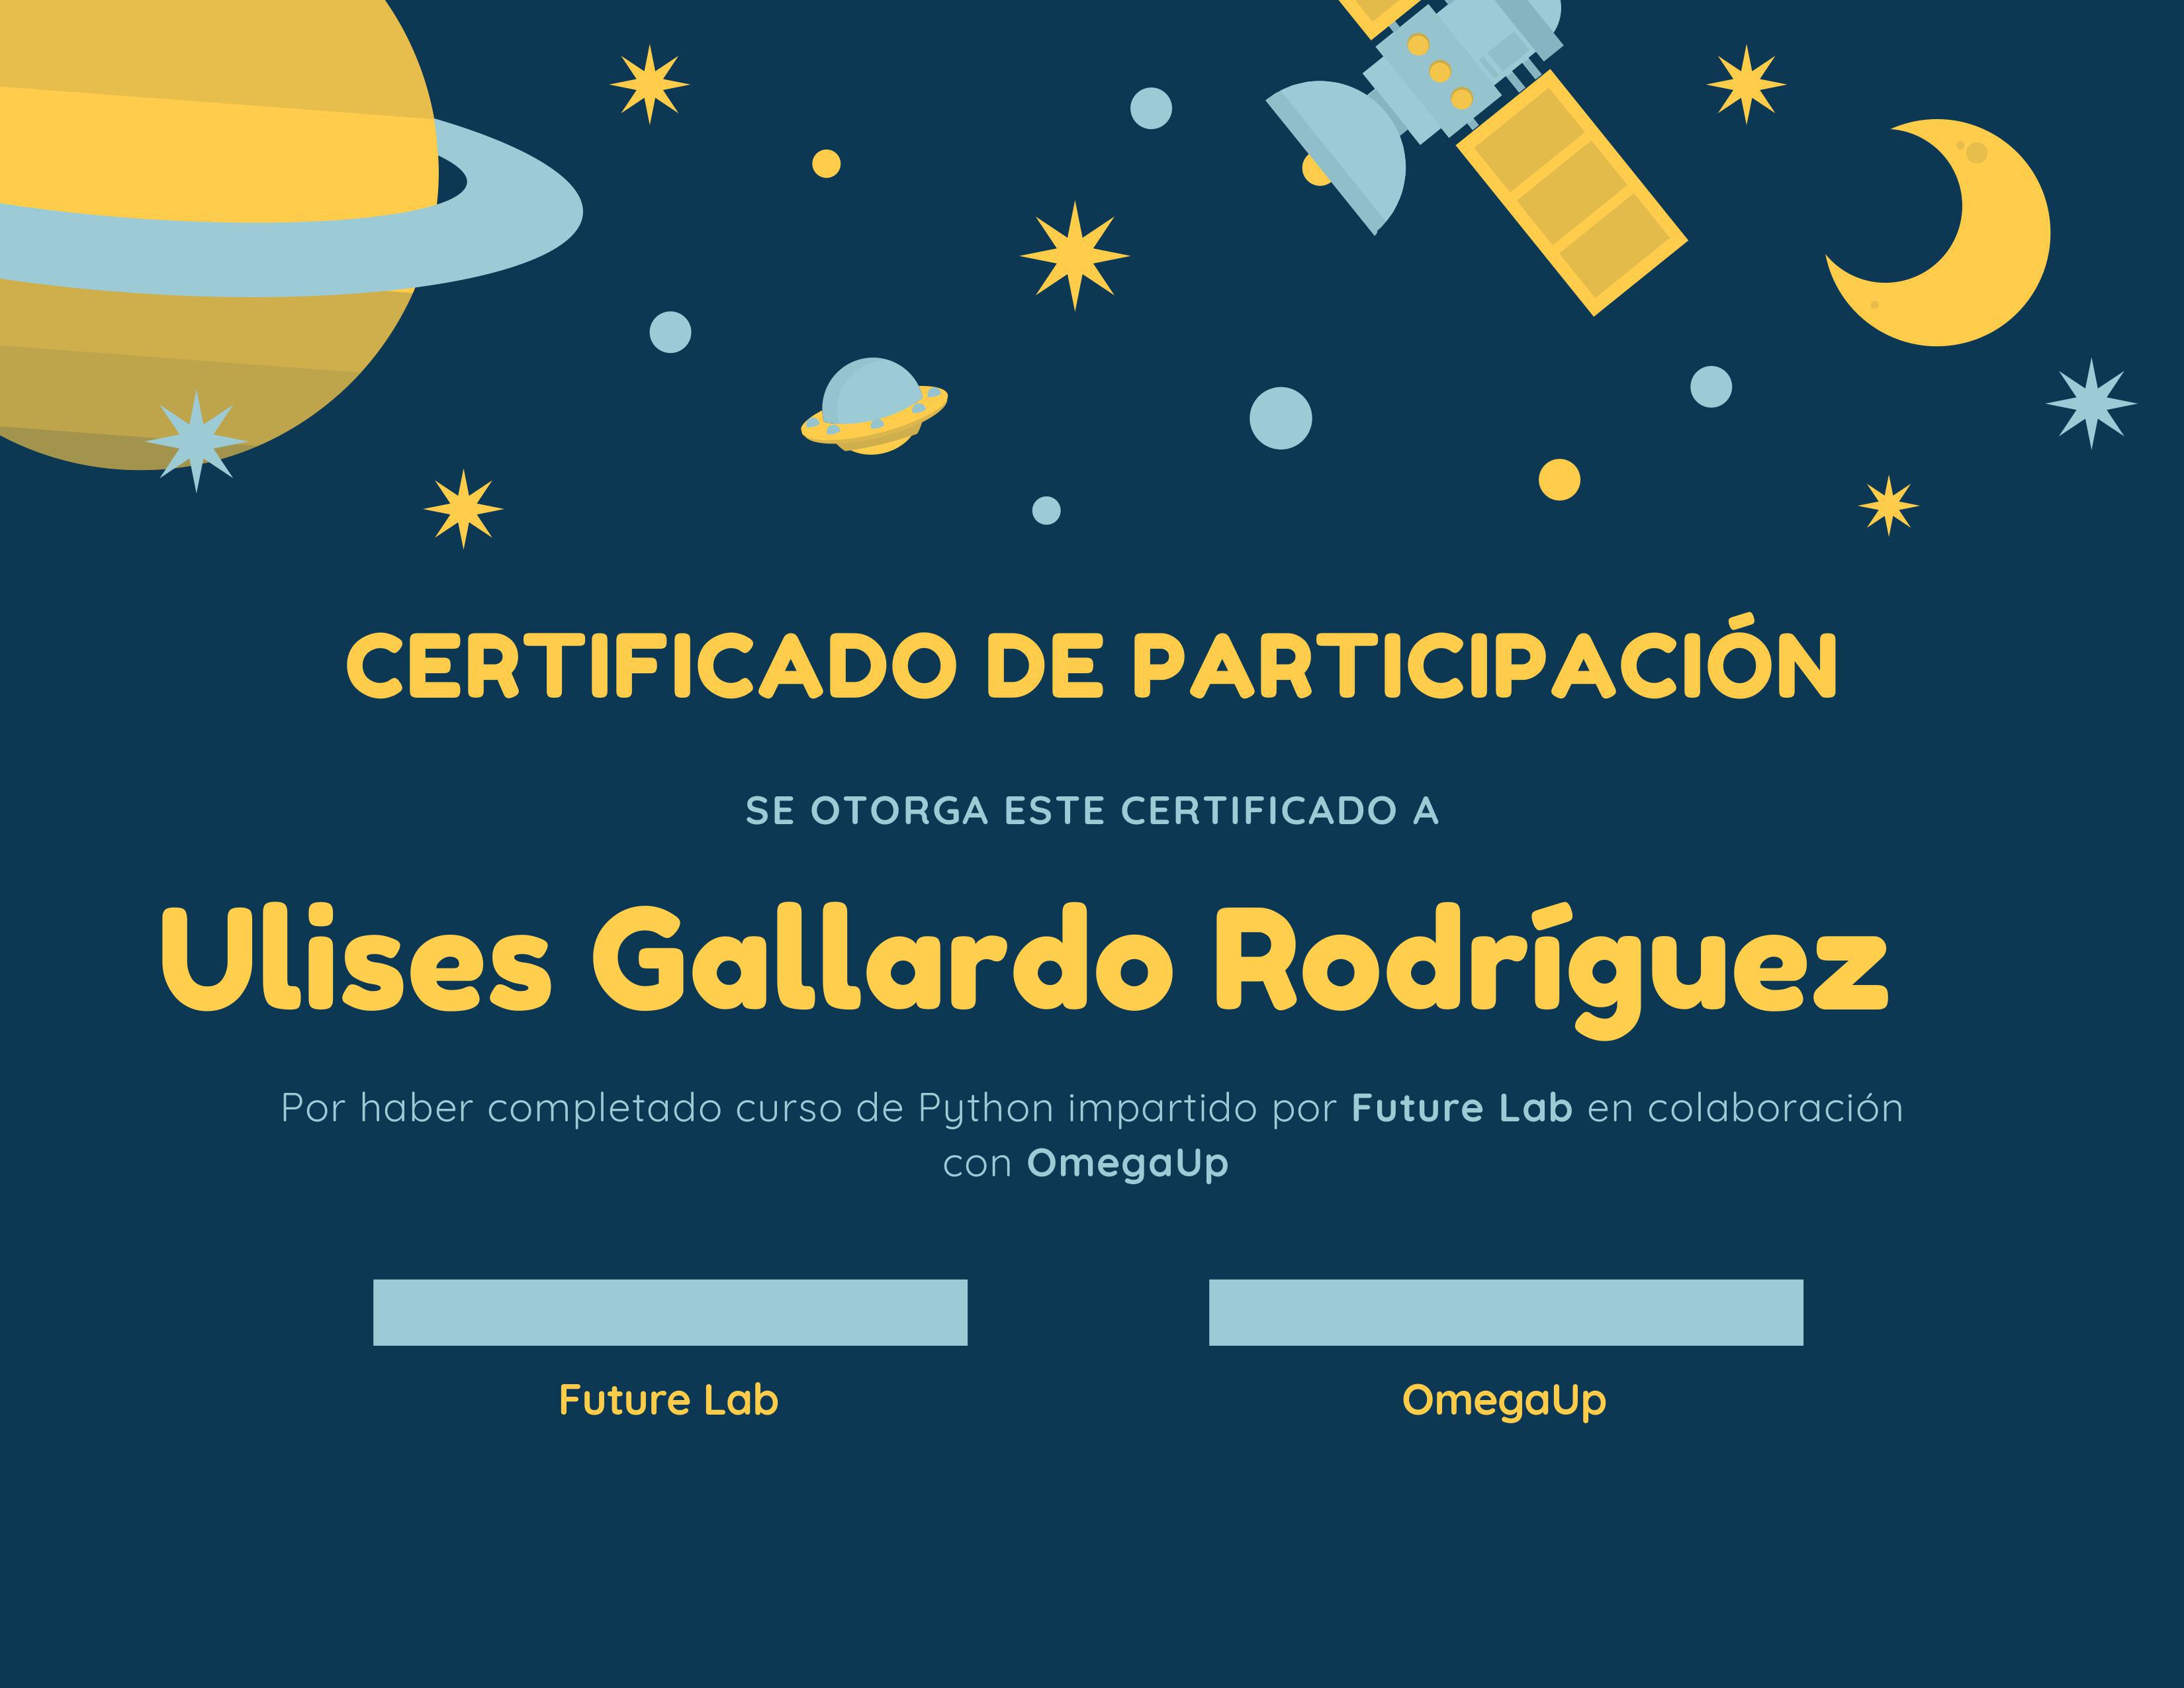 CERTIFICADO DE PARTICIPACIÓN
SE OTORGA ESTE CERTIFICADO A
Ulises Gallardo Rodríguez
Por haber completado curso de Python impartido por Future Lab en colaboración
con OmegaUp
Future Lab
OmegaUp